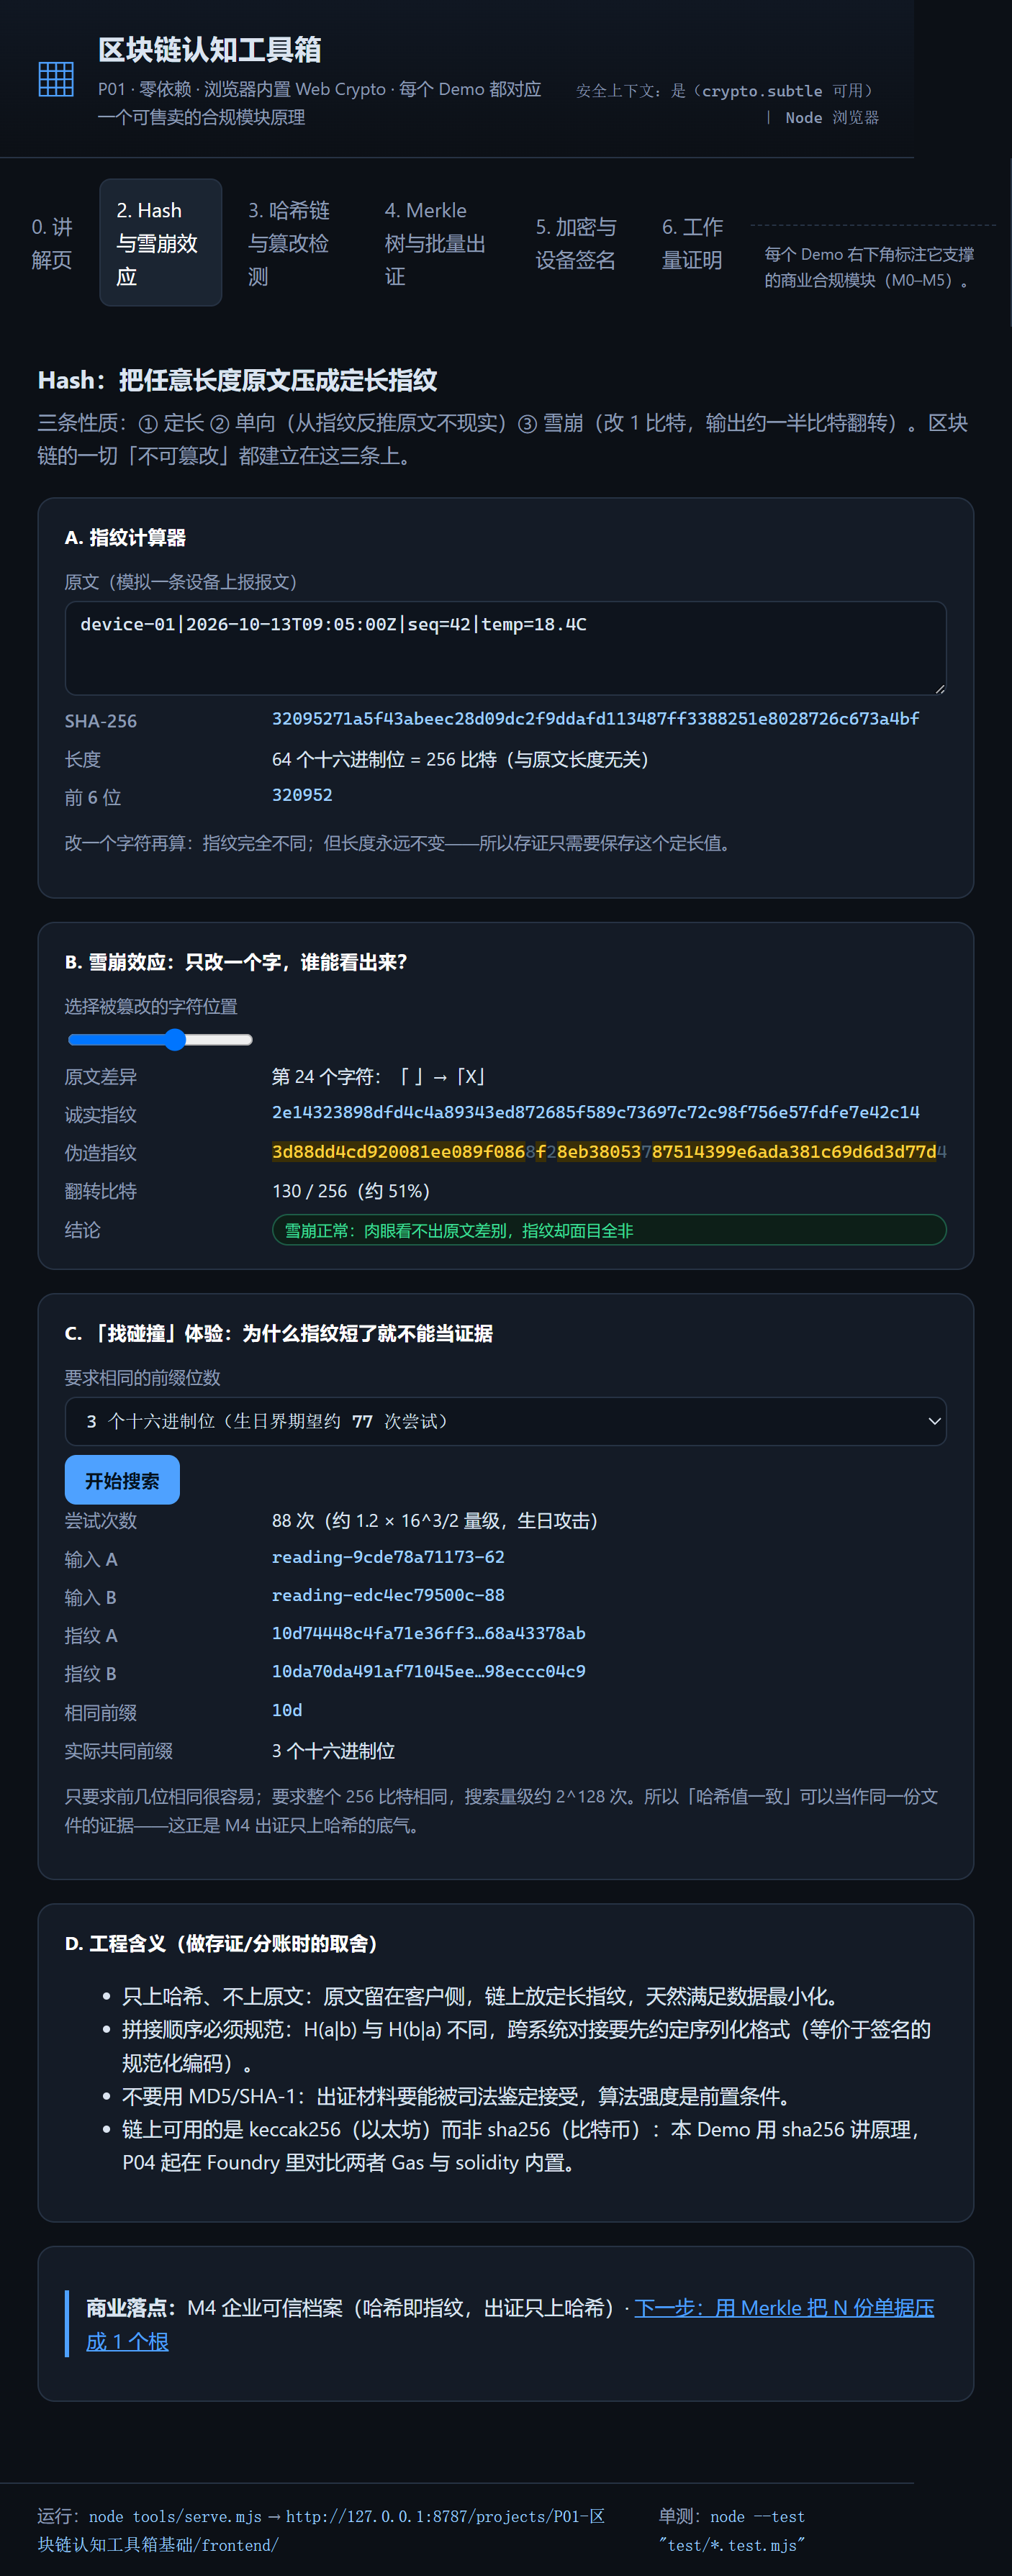 区块链认知工具箱
P01 · 零依赖 · 浏览器内置 Web Crypto · 每个 Demo 都对应
一个可售卖的合规模块原理
安全上下文：是（crypto.subtle 可用）
| Node 浏览器
0. 讲
解页
2. Hash
与雪崩效
应
3. 哈希链
与篡改检
测
4. Merkle
树与批量出
证
5. 加密与
设备签名
6. 工作
量证明
每个 Demo 右下角标注它支撑
的商业合规模块（M0–M5）。
Hash：把任意长度原文压成定长指纹
三条性质：① 定长 ② 单向（从指纹反推原文不现实）③ 雪崩（改 1 比特，输出约一半比特翻转）。区块
链的一切「不可篡改」都建立在这三条上。
A. 指纹计算器
原文（模拟一条设备上报报文）
device-01|2026-10-13T09:05:00Z|seq=42|temp=18.4C
SHA-256 32095271a5f43abeec28d09dc2f9ddafd113487ff3388251e8028726c673a4bf
长度 64 个十六进制位 = 256 比特（与原文长度无关）
前 6 位 320952
改一个字符再算：指纹完全不同；但长度永远不变——所以存证只需要保存这个定长值。
B. 雪崩效应：只改一个字，谁能看出来？
选择被篡改的字符位置
原文差异 第 24 个字符：「 」→「X」
诚实指纹 2e14323898dfd4c4a89343ed872685f589c73697c72c98f756e57fdfe7e42c14
伪造指纹 3d88dd4cd920081ee089f0868f28eb38053787514399e6ada381c69d6d3d77d4
翻转比特 130 / 256（约 51%）
结论 雪崩正常：肉眼看不出原文差别，指纹却面目全非
C. 「找碰撞」体验：为什么指纹短了就不能当证据
要求相同的前缀位数
3 个十六进制位（生日界期望约 77 次尝试）
开始搜索
尝试次数 88 次（约 1.2 × 16^3/2 量级，生日攻击）
输入 A reading-9cde78a71173-62
输入 B reading-edc4ec79500c-88
指纹 A 10d74448c4fa71e36ff3…68a43378ab
指纹 B 10da70da491af71045ee…98eccc04c9
相同前缀 10d
实际共同前缀 3 个十六进制位
只要求前几位相同很容易；要求整个 256 比特相同，搜索量级约 2^128 次。所以「哈希值一致」可以当作同一份文
件的证据——这正是 M4 出证只上哈希的底气。
D. 工程含义（做存证/分账时的取舍）
• 只上哈希、不上原文：原文留在客户侧，链上放定长指纹，天然满足数据最小化。
• 拼接顺序必须规范：H(a|b) 与 H(b|a) 不同，跨系统对接要先约定序列化格式（等价于签名的
规范化编码）。
• 不要用 MD5/SHA-1：出证材料要能被司法鉴定接受，算法强度是前置条件。
• 链上可用的是 keccak256（以太坊）而非 sha256（比特币）：本 Demo 用 sha256 讲原理，
P04 起在 Foundry 里对比两者 Gas 与 solidity 内置。
商业落点：M4 企业可信档案（哈希即指纹，出证只上哈希）· 下一步：用 Merkle 把 N 份单据压
成 1 个根
运行：node tools/serve.mjs → http://127.0.0.1:8787/projects/P01-区
块链认知工具箱基础/frontend/
单测：node --test
"test/*.test.mjs"